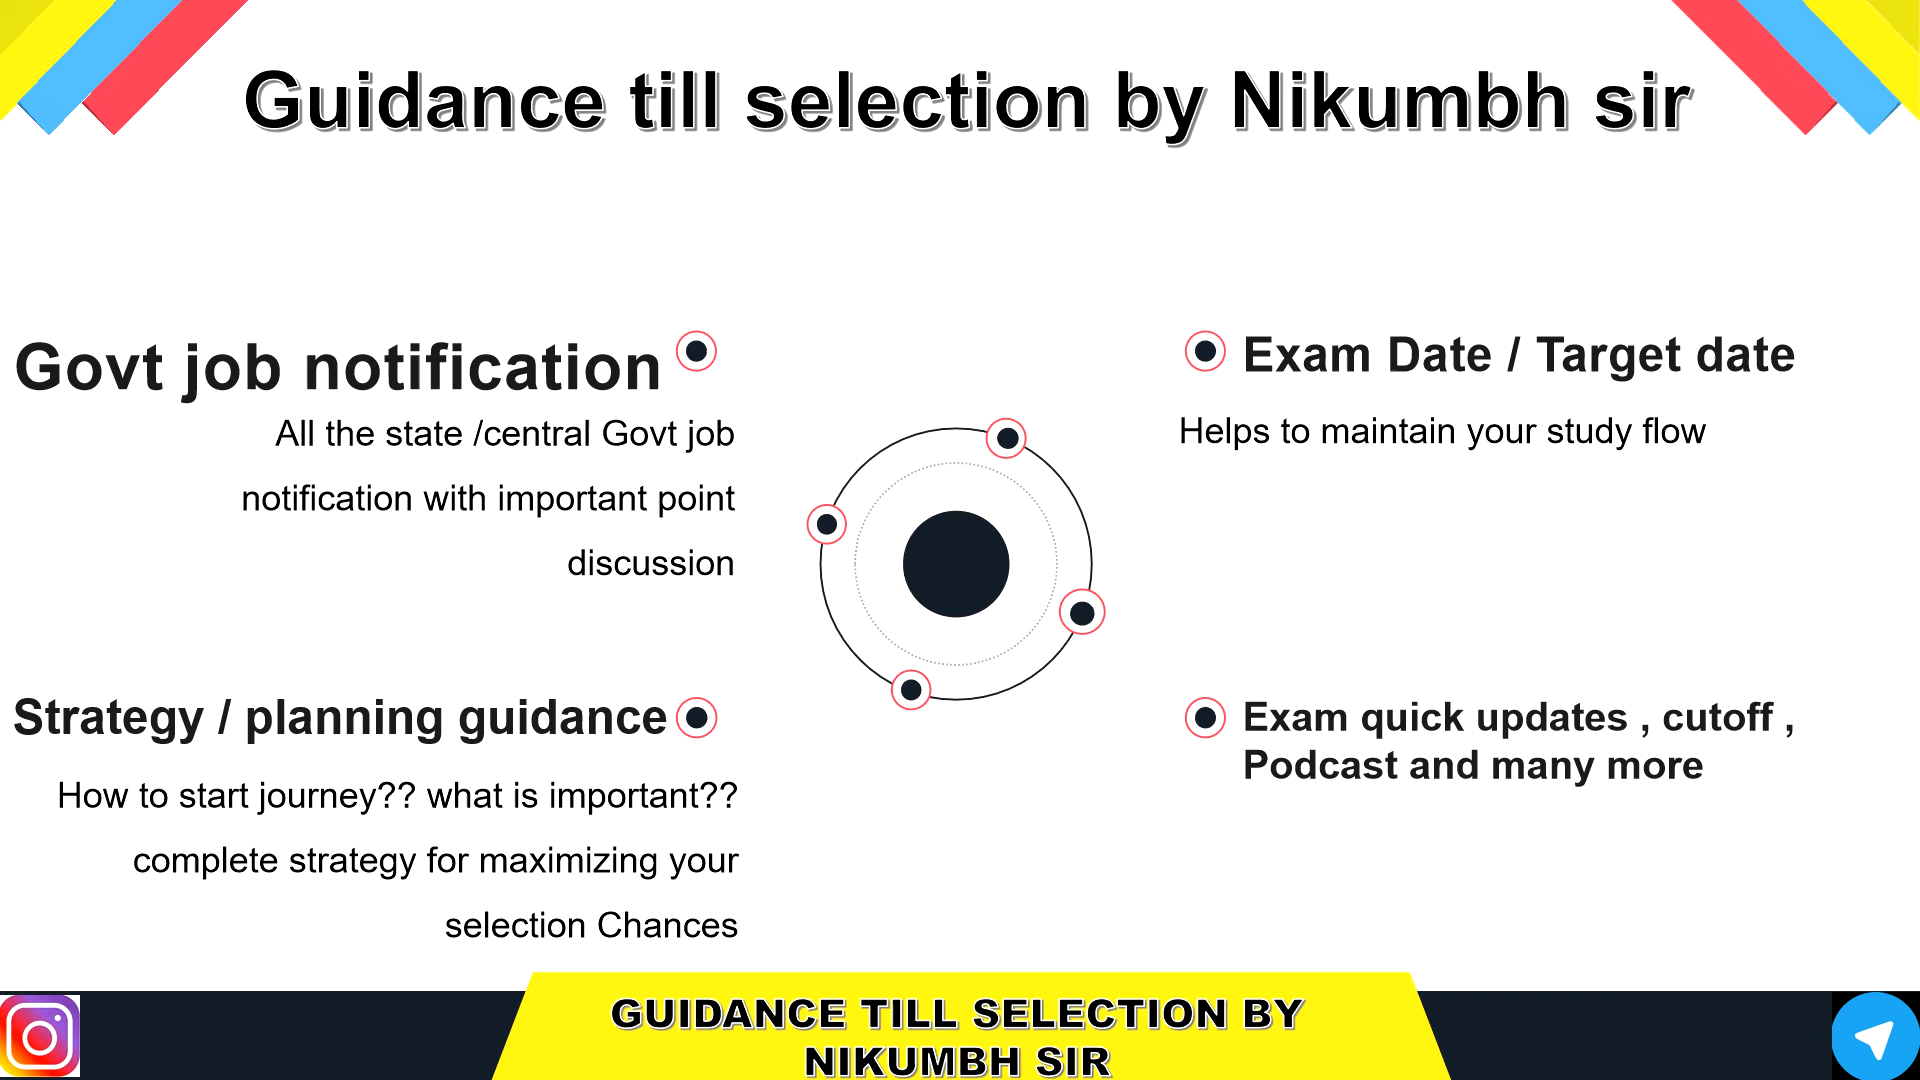 Guidance till selection by Nikumbh sir
Govt job notification
All the state /central Govt job
notification with important point
discussion
Strategy / planning guidance
How to start journey?? what is important??
complete strategy for maximizing your
selection Chances
Exam Date / Target date
Helps to maintain your study flow
Exam quick updates , cutoff ,
Podcast and many more
GUIDANCE TILL SELECTION BY
NIKUMBH SIR